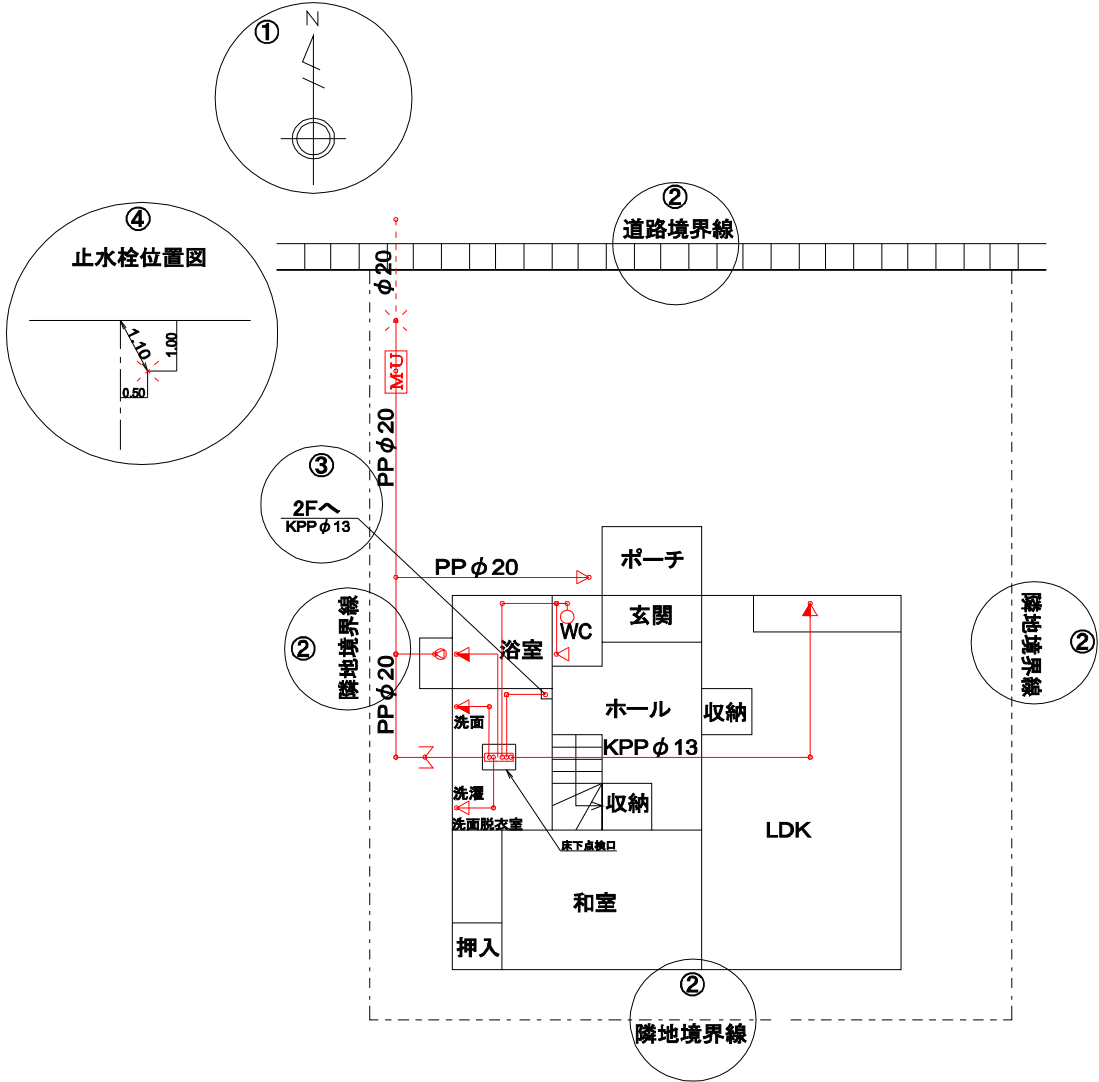 ①
N
②
道路境界線
④
止水栓位置図
φ20
1.10
1.00
0.50
M・U
PPφ20
③
2Fへ
KPPφ13
PPφ20
ポーチ
②
隣地境界線
浴室
WC
玄関
隣地境界線
②
PPφ20
ホール
収納
洗面
KPPφ13
洗濯
収納
洗面脱衣室
LDK
床下点検口
和室
押入
②
隣地境界線